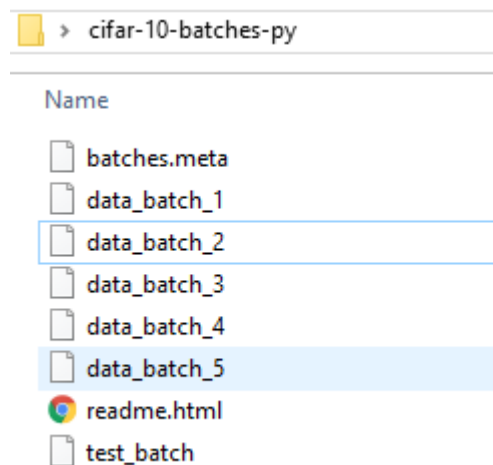 > cifar-10-batches-py
Name
batches.meta
data_batch_1
data_batch_2
data_batch_3
data_batch_4
data_batch_5
readme.html
test_batch